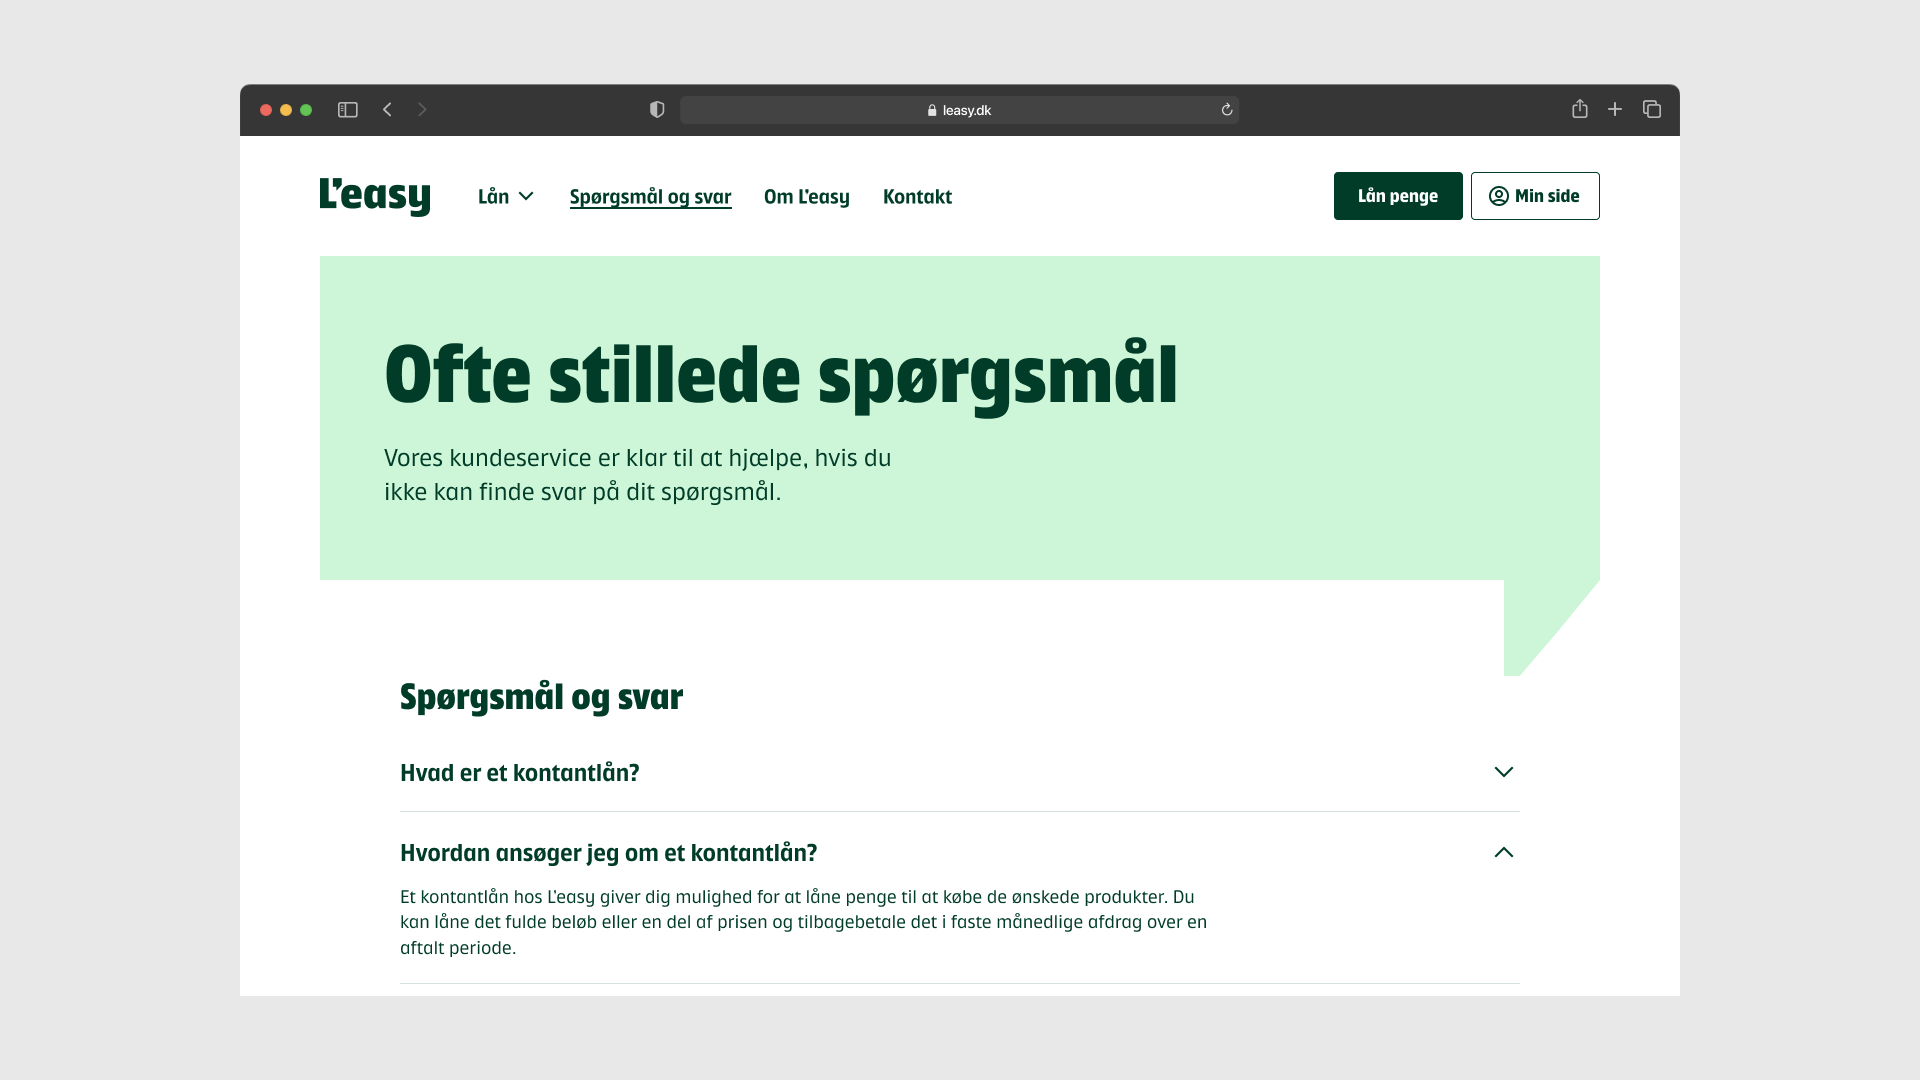 leasy.dk
L'easy
Lån
Spørgsmål og svar
Om L'easy
Kontakt
Lån penge
Min side
Ofte stillede spørgsmål
Vores kundeservice er klar til at hjælpe, hvis du
ikke kan finde svar på dit spørgsmål.
Spørgsmål og svar
Hvad er et kontantlån?
Hvordan ansøger jeg om et kontantlån?
Et kontantlån hos L'easy giver dig mulighed for at låne penge til at købe de ønskede produkter. Du
kan låne det fulde beløb eller en del af prisen og tilbagebetale det i faste månedlige afdrag over en
aftalt periode.